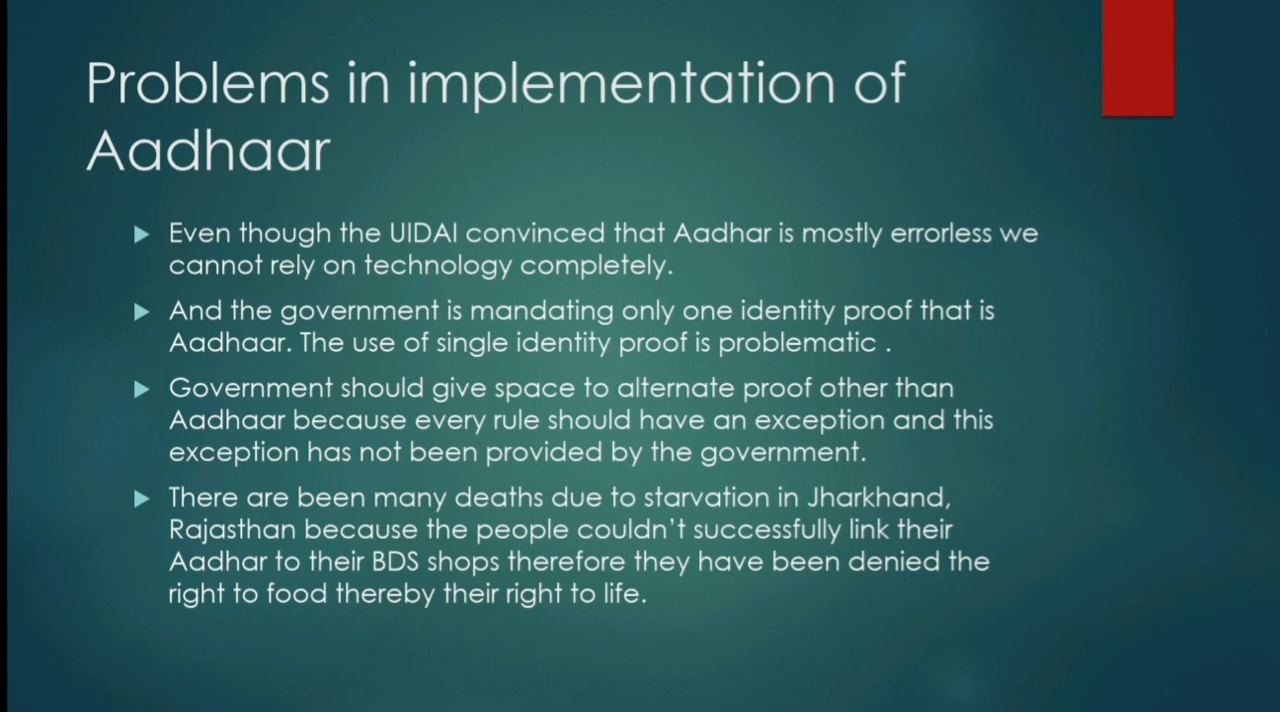 Problems in implementation of
Aadhaar
Even though the UIDAI convinced that Aadhar is mostly errorless we
cannot rely on technology completely.
And the government is mandating only one identity proof that is
Aadhaar. The use of single identity proof is problematic .
Government should give space to alternate proof other than
Aadhaar because every rule should have an exception and this
exception has not been provided by the government.
There are been many deaths due to starvation in Jharkhand,
Rajasthan because the people couldn't successfully link their
Aadhar to their BDS shops therefore they have been denied the
right to food thereby their right to life.